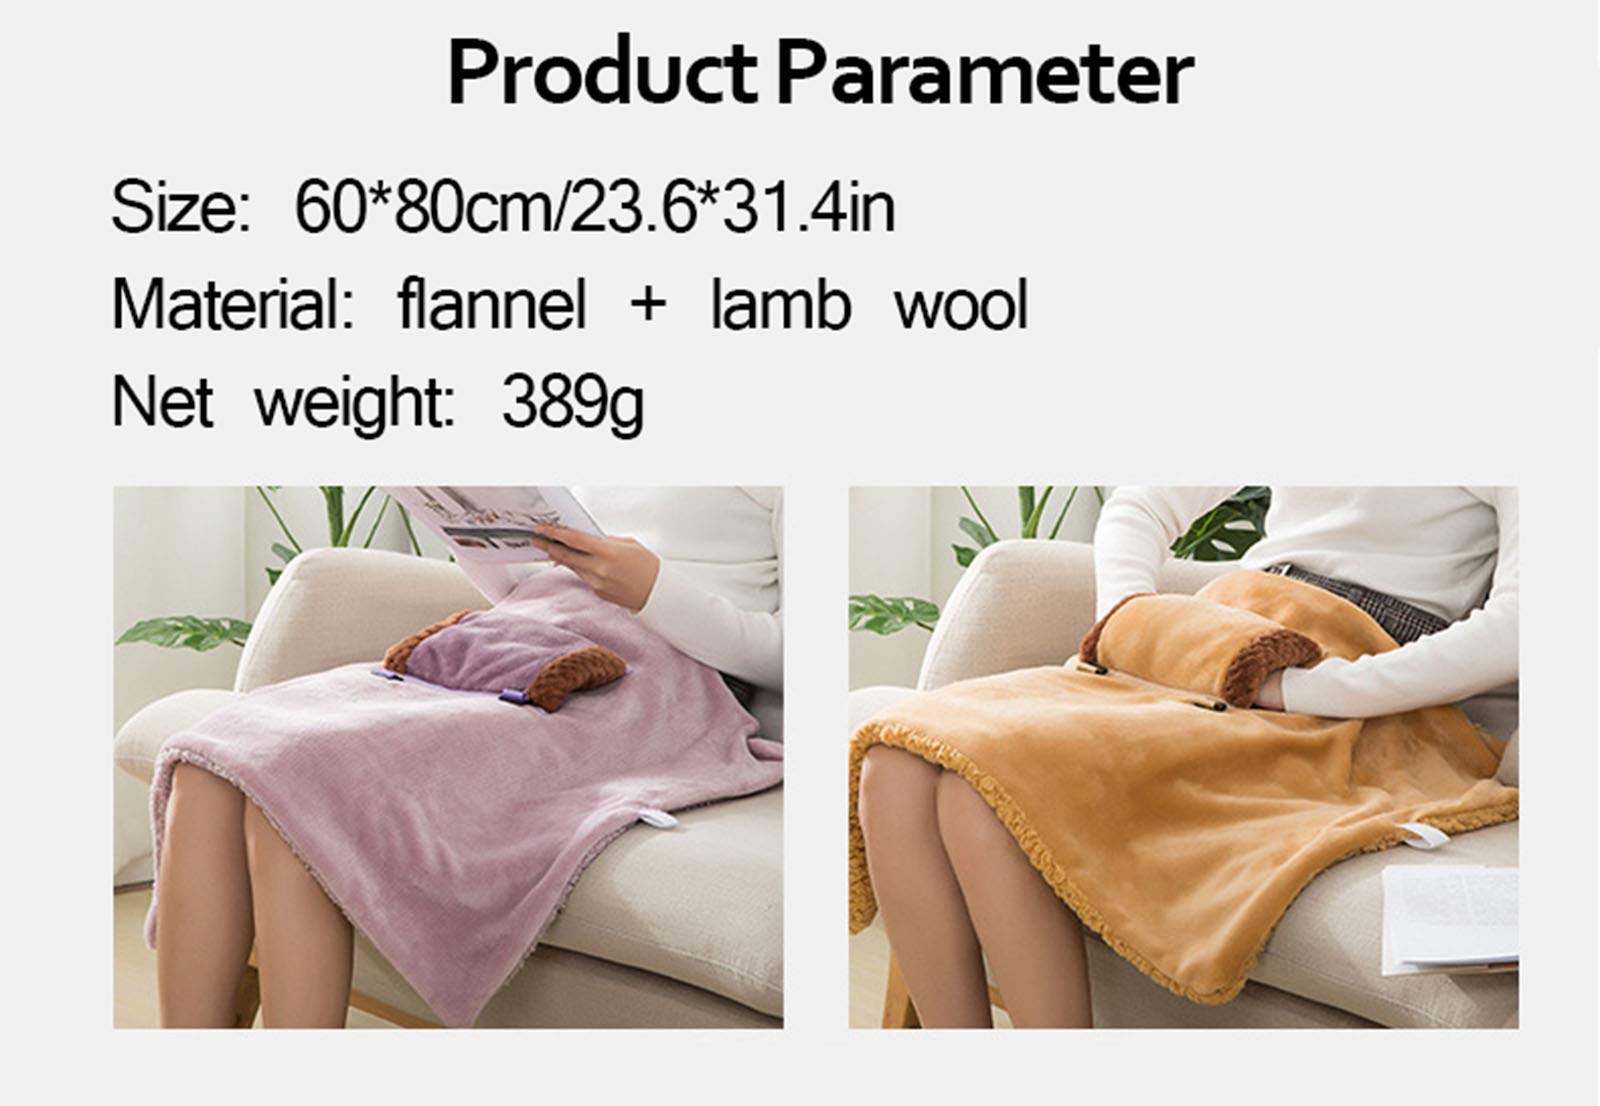 Product Parameter
Size: 60*80cm/23.6*31.4in
Material: flannel + lamb wool
Net weight: 389g